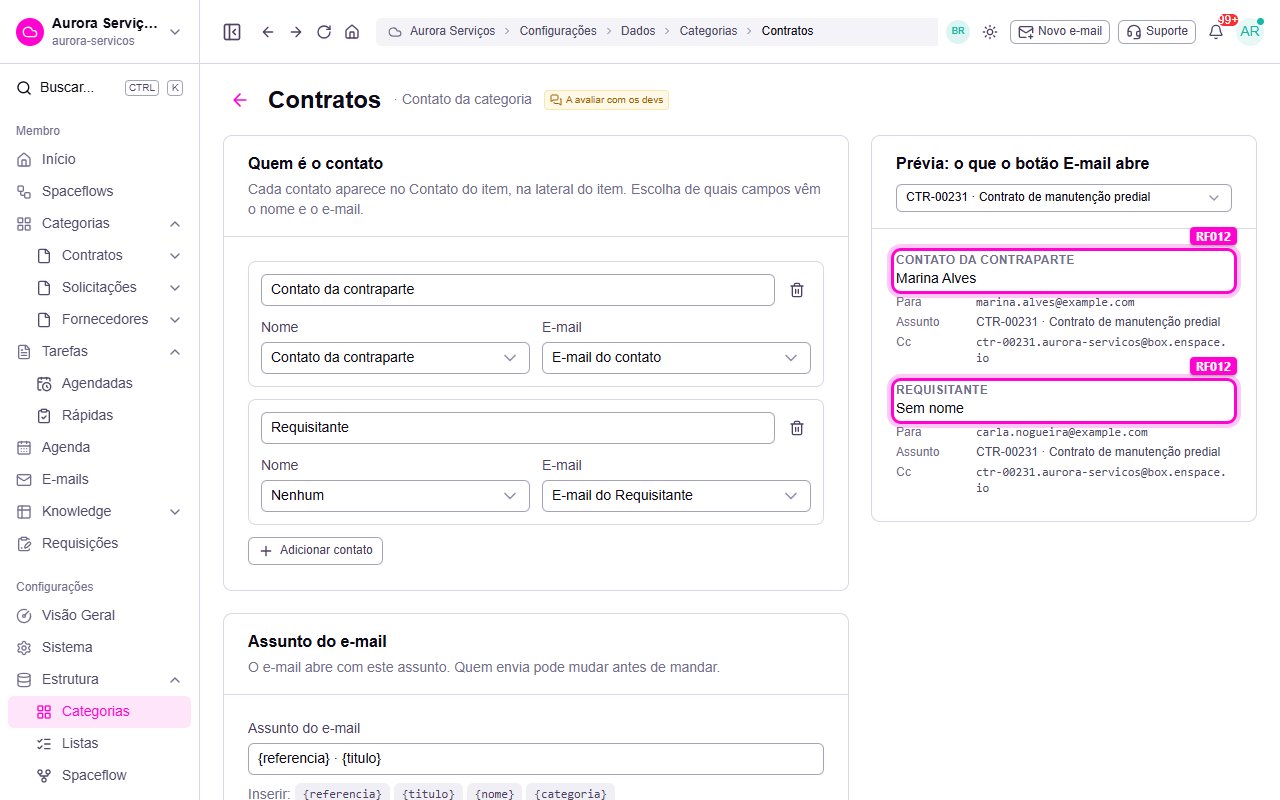 Aurora Serviç...
aurora-servicos
Aurora Serviços > Configurações > Dados > Categorias > Contratos
BR
Novo e-mail
Suporte
99+
AR
Buscar...
CTRL K
Membro
Início
Spaceflows
Categorias
Contratos
Solicitações
Fornecedores
Tarefas
Agendadas
Rápidas
Agenda
E-mails
Knowledge
Requisições
Configurações
Visão Geral
Sistema
Estrutura
Categorias
Listas
Spaceflow
Contratos · Contato da categoria
A avaliar com os devs
Quem é o contato
Cada contato aparece no Contato do item, na lateral do item. Escolha de quais campos vêm
o nome e o e-mail.
Contato da contraparte
Nome E-mail
Contato da contraparte E-mail do contato
Requisitante
Nome E-mail
Nenhum E-mail do Requisitante
Adicionar contato
Assunto do e-mail
O e-mail abre com este assunto. Quem envia pode mudar antes de mandar.
Assunto do e-mail
{referencia} · {titulo}
Inserir: {referencia} {titulo} {nome} {categoria}
Prévia: o que o botão E-mail abre
CTR-00231 · Contrato de manutenção predial
RF012
CONTATO DA CONTRAPARTE
Marina Alves
Para marina.alves@example.com
Assunto CTR-00231 · Contrato de manutenção predial
Cc ctr-00231.aurora-servicos@box.enspace.
io
RF012
REQUISITANTE
Sem nome
Para carla.nogueira@example.com
Assunto CTR-00231 · Contrato de manutenção predial
Cc ctr-00231.aurora-servicos@box.enspace.
io